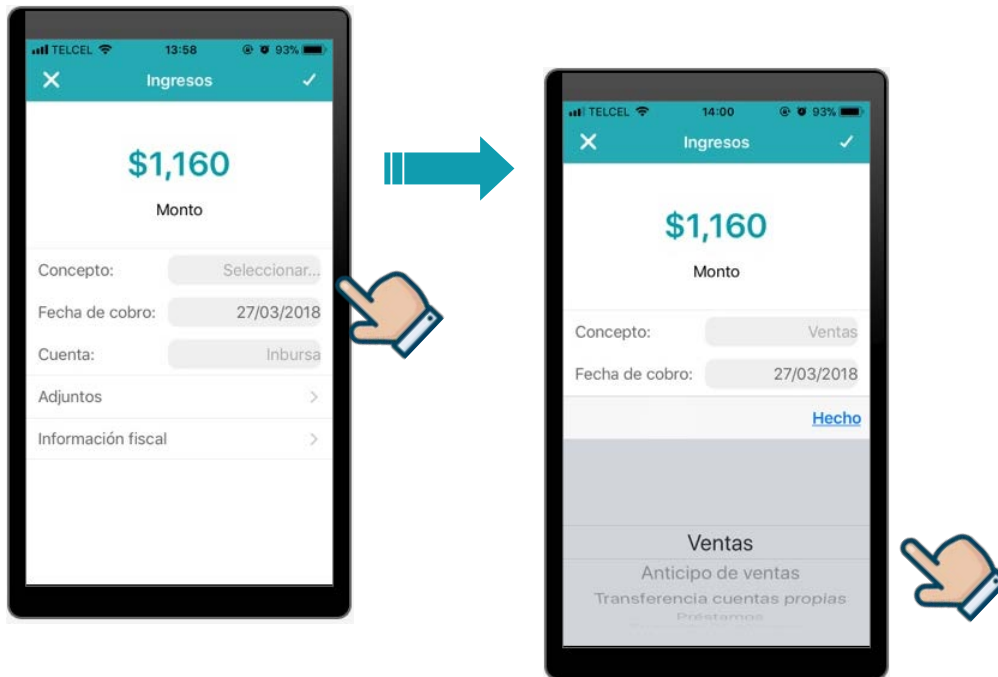 TELCEL 13:58 93%
Ingresos
$1,160
Monto
Concepto: Seleccionar...
Fecha de cobro: 27/03/2018
Cuenta: Inbursa
Adjuntos
Información fiscal
TELCEL 14:00 93%
Ingresos
$1,160
Monto
Concepto: Ventas
Fecha de cobro: 27/03/2018
Hecho
Ventas
Anticipo de ventas
Transferencia cuentas propias
Préstamos